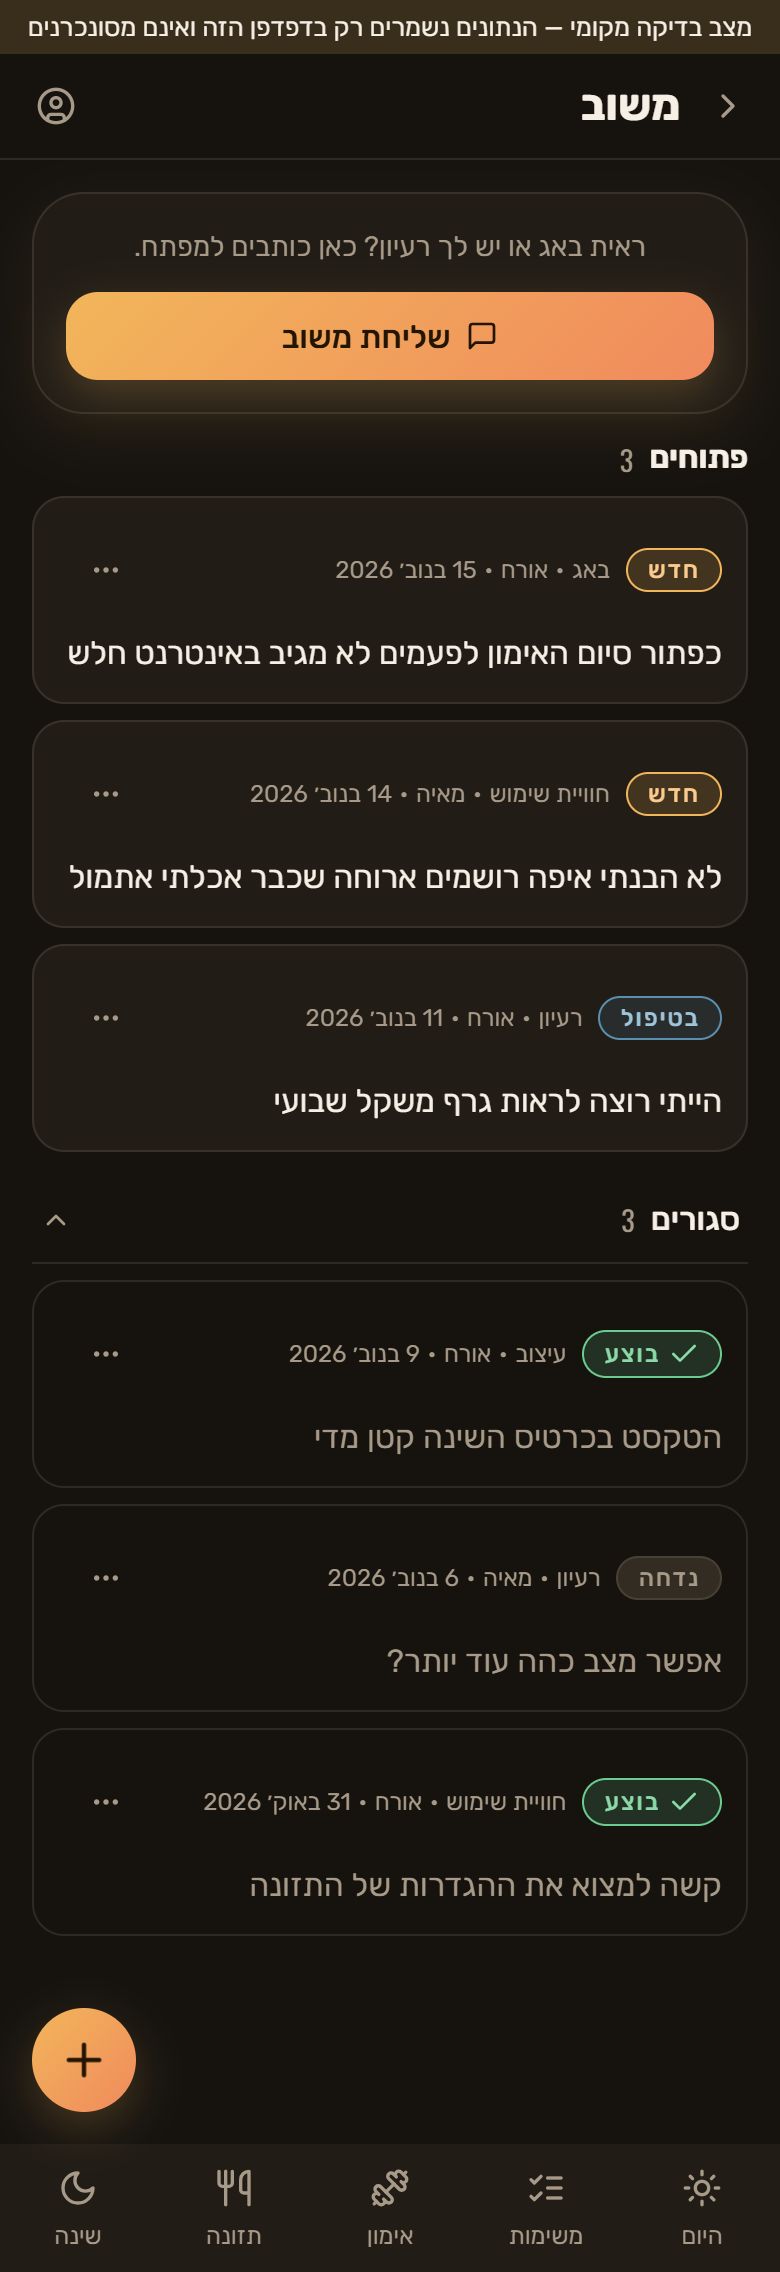 מצב בדיקה מקומי – הנתונים נשמרים רק בדפדפן הזה ואינם מסונכרנים
משוב
ראית באג או יש לך רעיון? כאן כותבים למפתח.
שליחת משוב
פתוחים 3
חדש באג • אורח • 15 בנוב׳ 2026
כפתור סיום האימון לפעמים לא מגיב באינטרנט חלש
חדש חוויית שימוש • מאיה • 14 בנוב׳ 2026
לא הבנתי איפה רושמים ארוחה שכבר אכלתי אתמול
בטיפול רעיון • אורח • 11 בנוב׳ 2026
הייתי רוצה לראות גרף משקל שבועי
סגורים 3
בוצע עיצוב • אורח • 9 בנוב׳ 2026
הטקסט בכרטיס השינה קטן מדי
נדחה רעיון • מאיה • 6 בנוב׳ 2026
אפשר מצב כהה עוד יותר?
בוצע חוויית שימוש • אורח • 31 באוק׳ 2026
קשה למצוא את ההגדרות של התזונה
היום משימות אימון תזונה שינה